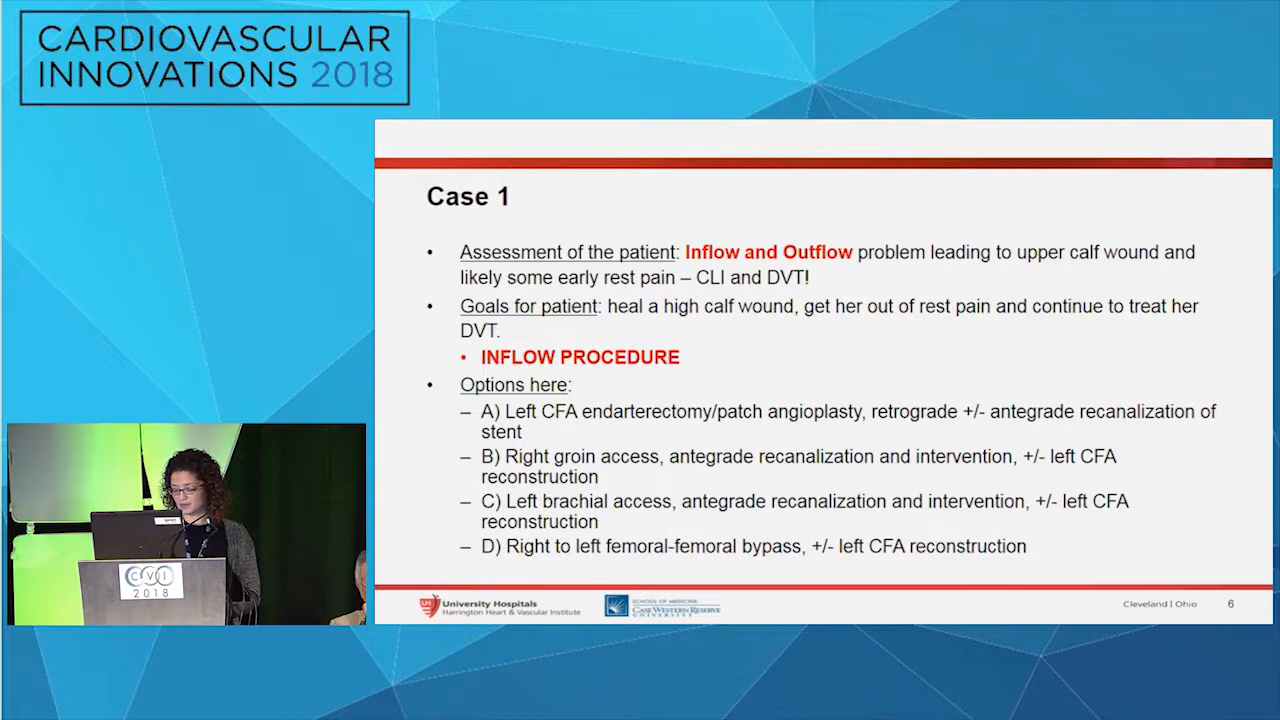 CARDIOVASCULAR
INNOVATIONS 2018
Case 1
• Assessment of the patient: Inflow and Outflow problem leading to upper calf wound and
likely some early rest pain – CLI and DVT!
• Goals for patient: heal a high calf wound, get her out of rest pain and continue to treat her
DVT.
• INFLOW PROCEDURE
• Options here:
– A) Left CFA endarterectomy/patch angioplasty, retrograde +/- antegrade recanalization of
stent
– B) Right groin access, antegrade recanalization and intervention, +/- left CFA
reconstruction
– C) Left brachial access, antegrade recanalization and intervention, +/- left CFA
reconstruction
– D) Right to left femoral-femoral bypass, +/- left CFA reconstruction
CVI
2018
UH
University Hospitals
Harrington Heart & Vascular Institute
SCHOOL OF MEDICINE
CASE WESTERN RESERVE
UNIVERSITY
Cleveland | Ohio
6